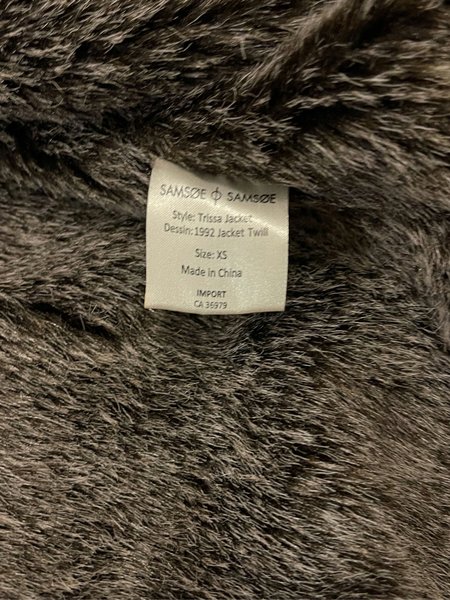 SAMSØE ⌽ SAMSØE
Style: Trissa Jacket
Dessin: 1992 Jacket Twill
Size: XS
Made in China
IMPORT
CA 36979